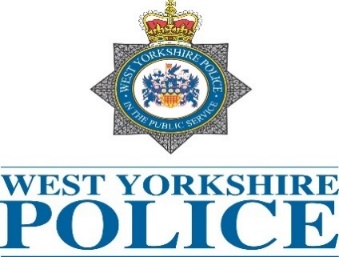 WEST YORKSHIRE POLICE
IN THE PUBLIC SERVICE
WEST YORKSHIRE
POLICE